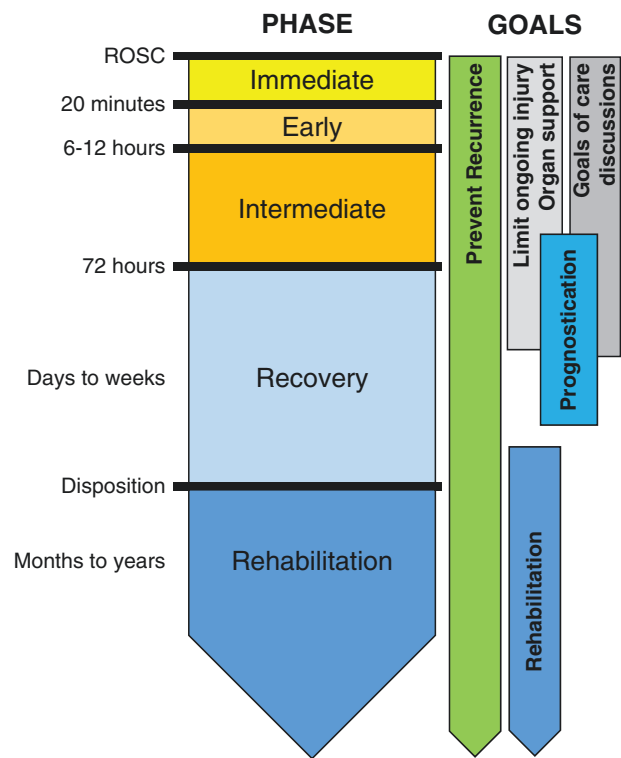 PHASE
GOALS
ROSC
Immediate
20 minutes
Early
6-12 hours
Intermediate
72 hours
Days to weeks
Recovery
Disposition
Months to years
Rehabilitation
Prevent Recurrence
Limit ongoing injury
Organ support
Goals of care
discussions
Prognostication
Rehabilitation